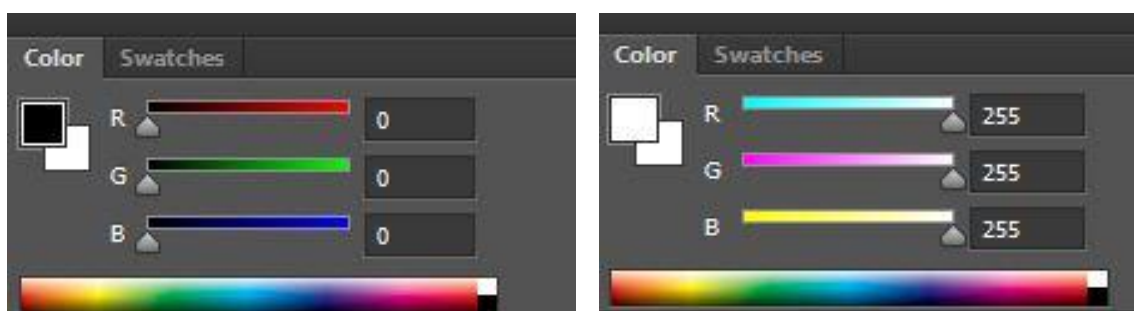 Color Swatches
R 0
G 0
B 0
Color Swatches
R 255
G 255
B 255